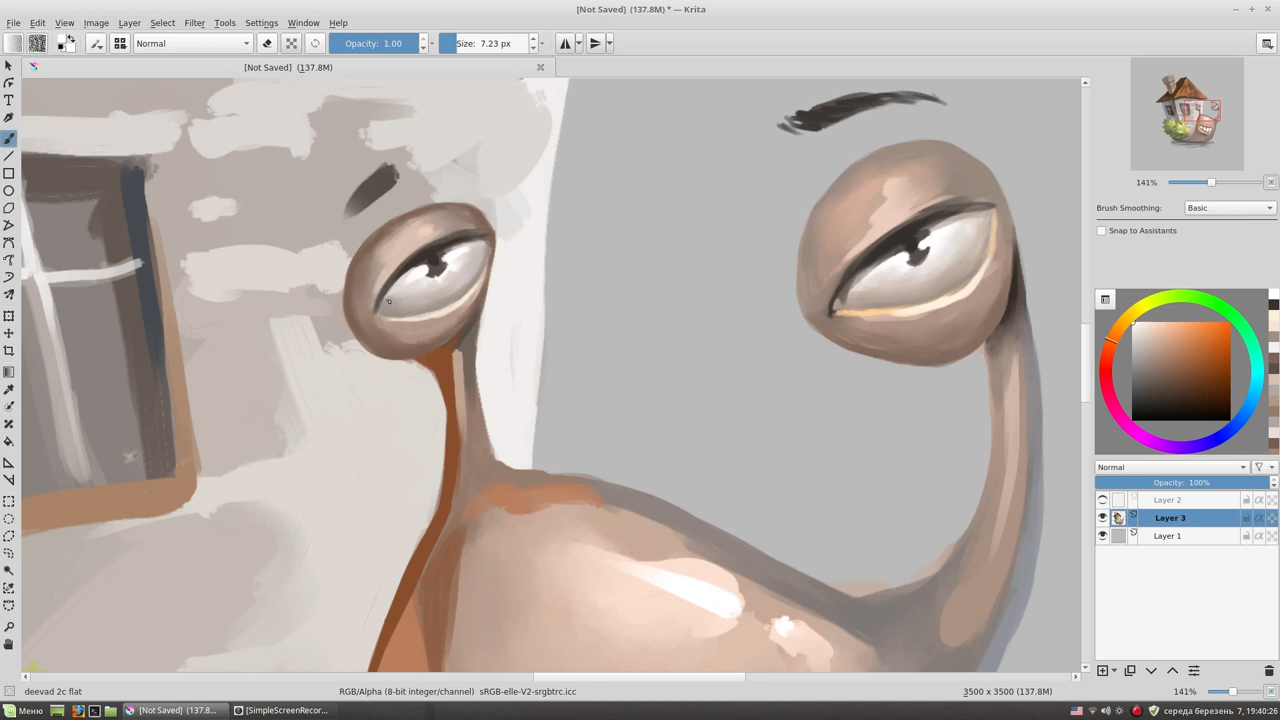 [Not Saved] (137.8M) * — Krita
File Edit View Image Layer Select Filter Tools Settings Window Help
Normal Opacity: 1.00 Size: 7.23 px
[Not Saved] (137.8M)
141%
Brush Smoothing: Basic
Snap to Assistants
Normal
Opacity: 100%
Layer 2
Layer 3
Layer 1
deevad 2c flat RGB/Alpha (8-bit integer/channel) sRGB-elle-V2-srgbtrc.icc 3500 x 3500 (137.8M) 141%
Меню [Not Saved] (137.8... [SimpleScreenRecor... середа березень 7, 19:40:26